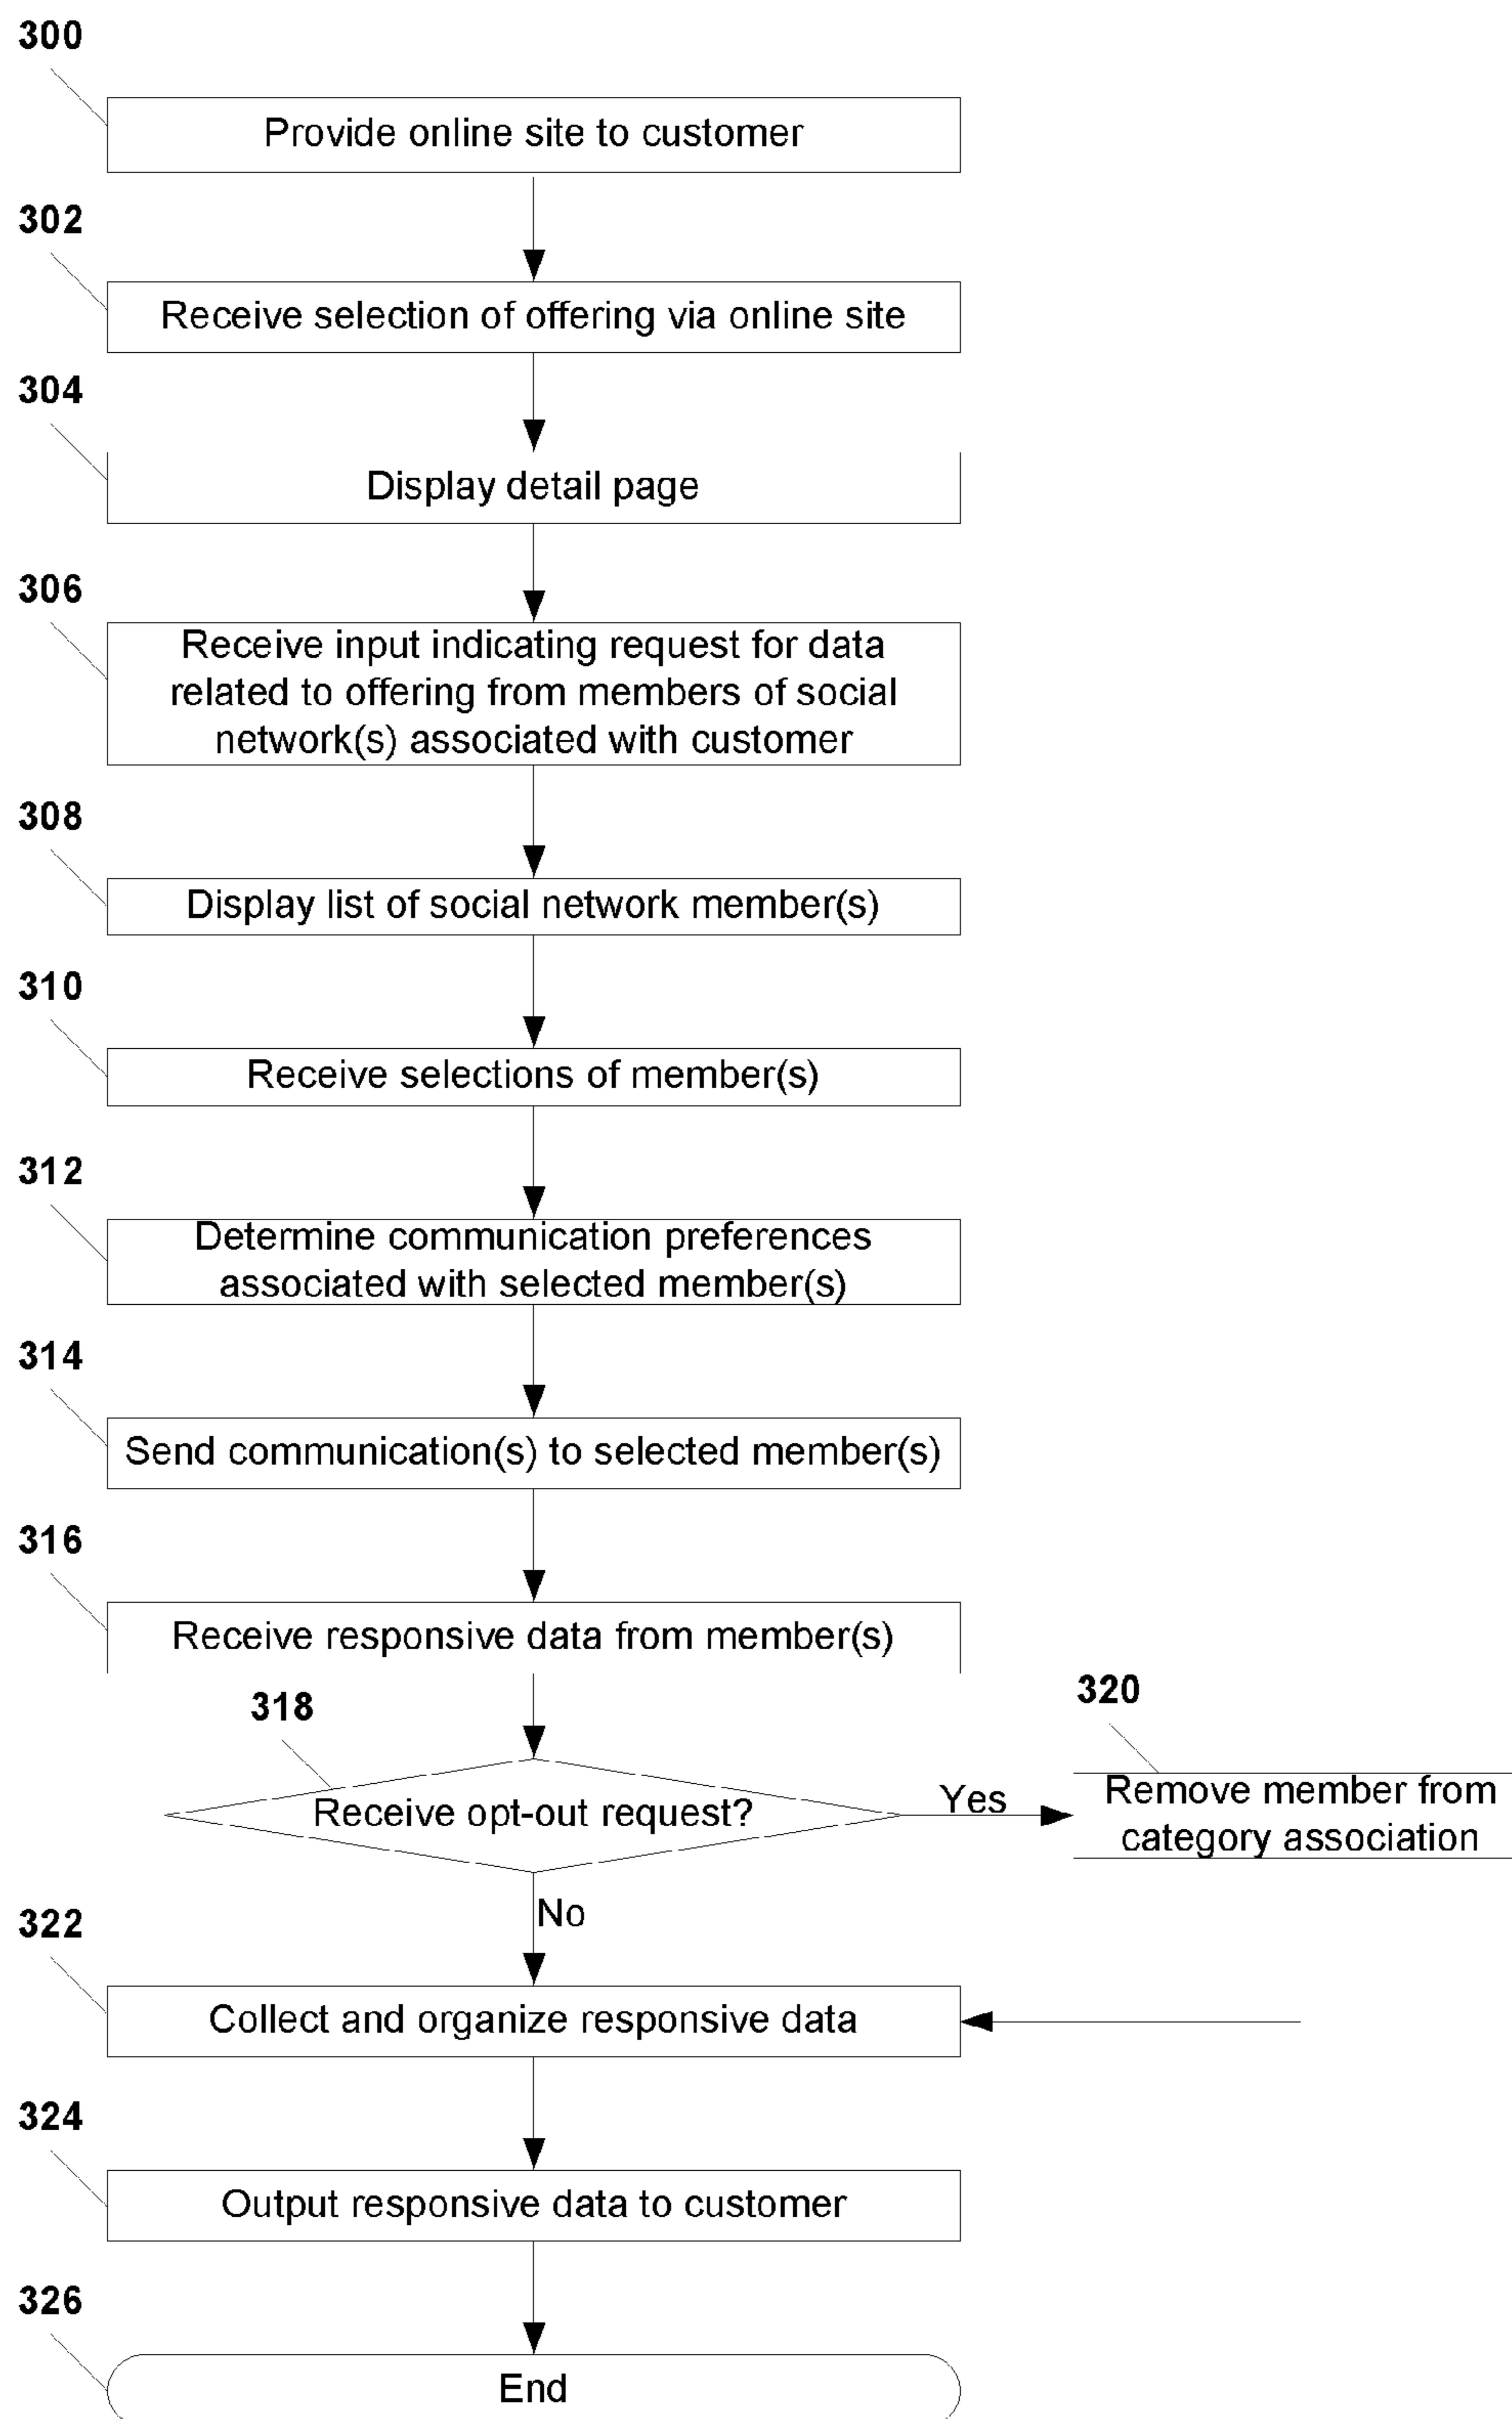 300
Provide online site to customer
302
Receive selection of offering via online site
304
Display detail page
306
Receive input indicating request for data
related to offering from members of social
network(s) associated with customer
308
Display list of social network member(s)
310
Receive selections of member(s)
312
Determine communication preferences
associated with selected member(s)
314
Send communication(s) to selected member(s)
316
Receive responsive data from member(s)
318
Receive opt-out request?
Yes
320
Remove member from
category association
No
322
Collect and organize responsive data
324
Output responsive data to customer
326
End